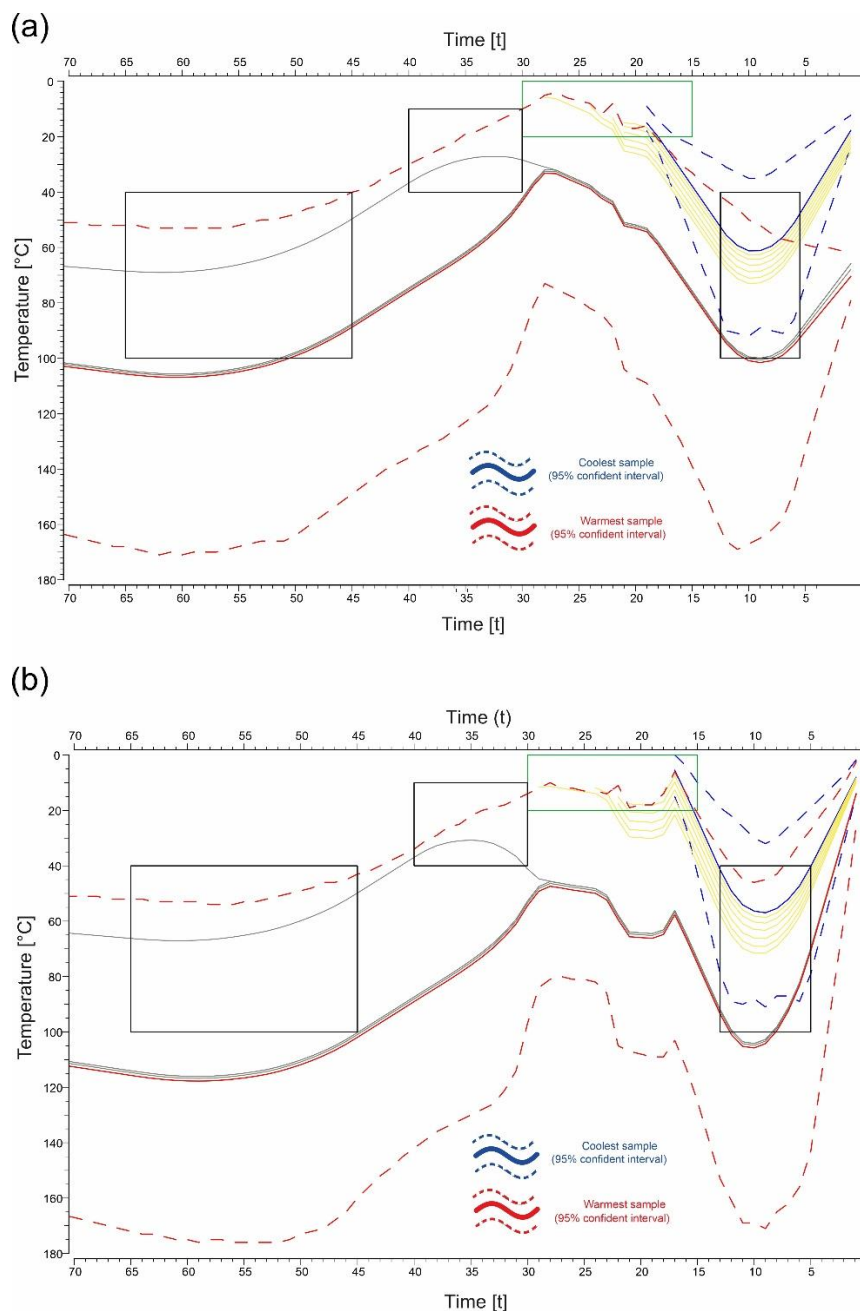 (a)
Time [t]
70 65 60 55 50 45 40 35 30 25 20 15 10 5
0
20
40
60
80
100
120
140
160
180
Temperature [°C]
Coolest sample
(95% confident interval)
Warmest sample
(95% confident interval)
70 65 60 55 50 45 40 35 30 25 20 15 10 5
Time [t]
(b)
Time (t)
70 65 60 55 50 45 40 35 30 25 20 15 10 5 0
0
20
40
60
80
100
120
140
160
180
Temperature [°C]
Coolest sample
(95% confident interval)
Warmest sample
(95% confident interval)
70 65 60 55 50 45 40 35 30 25 20 15 10 5 0
Time [t]